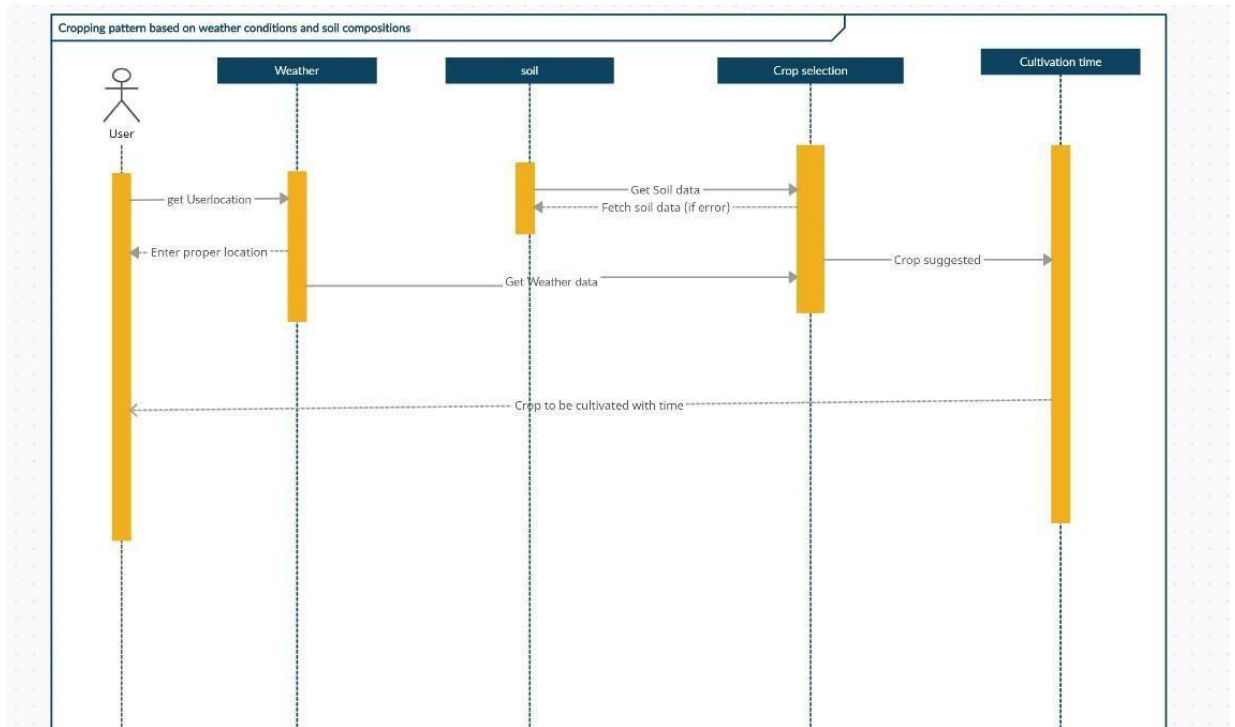 Cropping pattern based on weather conditions and soil compositions
Weather
soil
Crop selection
Cultivation time
User
get Userlocation
Get Soil data
Fetch soil data (if error)
Enter proper location
Crop suggested
Get Weather data
Crop to be cultivated with time